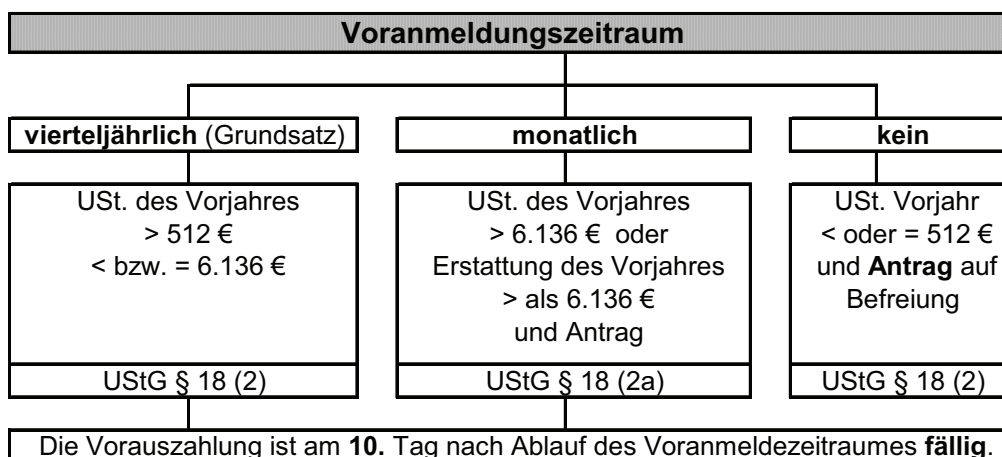 Voranmeldungszeitraum
vierteljährlich (Grundsatz)
USt. des Vorjahres
> 512 €
< bzw. = 6.136 €
UStG § 18 (2)
monatlich
USt. des Vorjahres
> 6.136 € oder
Erstattung des Vorjahres
> als 6.136 €
und Antrag
UStG § 18 (2a)
kein
USt. Vorjahr
< oder = 512 €
und Antrag auf
Befreiung
UStG § 18 (2)
Die Vorauszahlung ist am 10. Tag nach Ablauf des Voranmeldezeitraumes fällig.